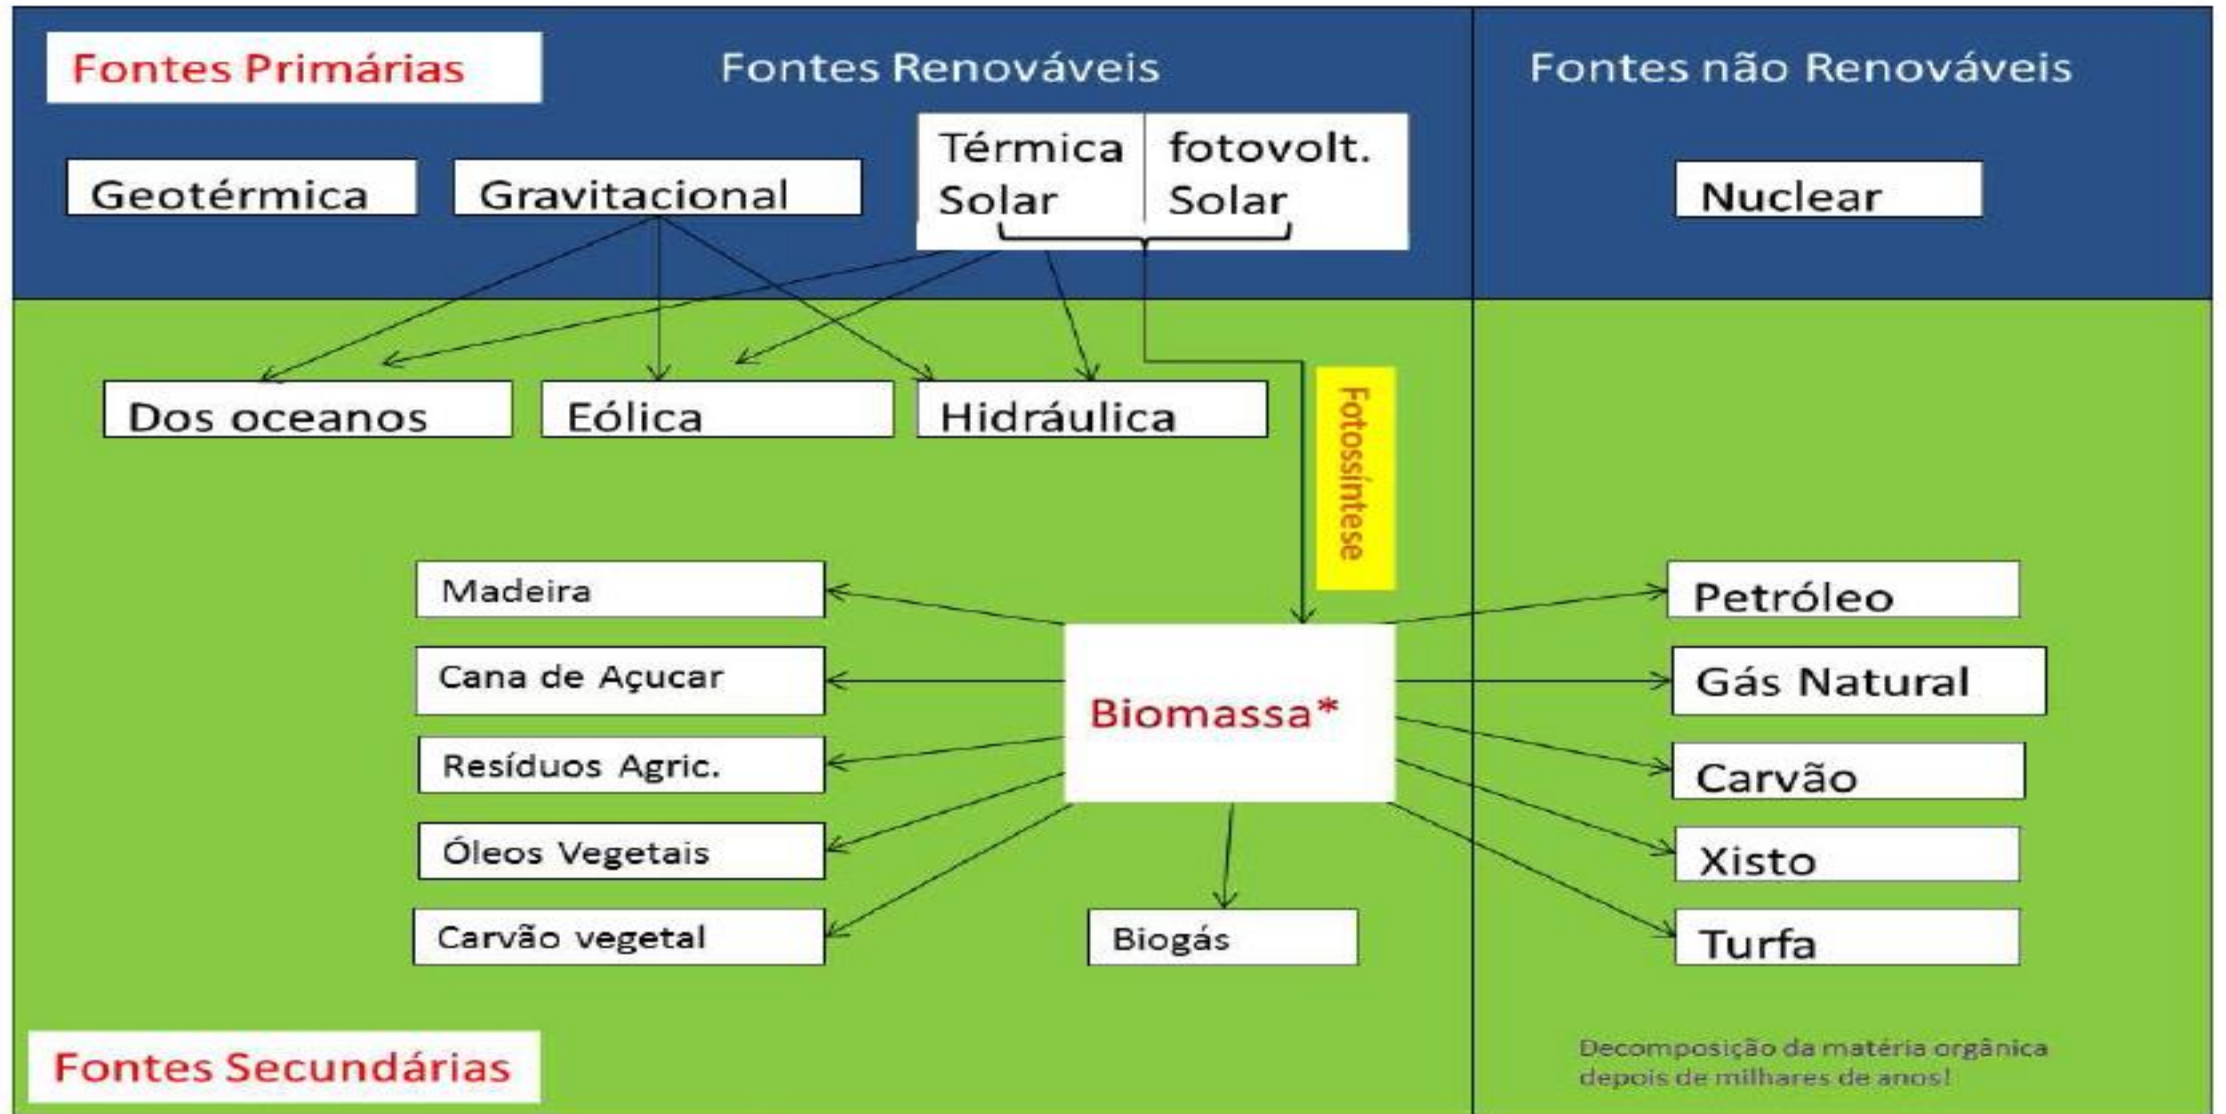 Fontes Primárias
Fontes Renováveis
Fontes não Renováveis
Geotérmica
Gravitacional
Térmica
Solar
fotovolt.
Solar
Nuclear
Dos oceanos
Eólica
Hidráulica
Fotossíntese
Madeira
Cana de Açucar
Resíduos Agric.
Óleos Vegetais
Carvão vegetal
Biomassa*
Biogás
Petróleo
Gás Natural
Carvão
Xisto
Turfa
Fontes Secundárias
Decomposição da matéria orgânica
depois de milhares de anos!